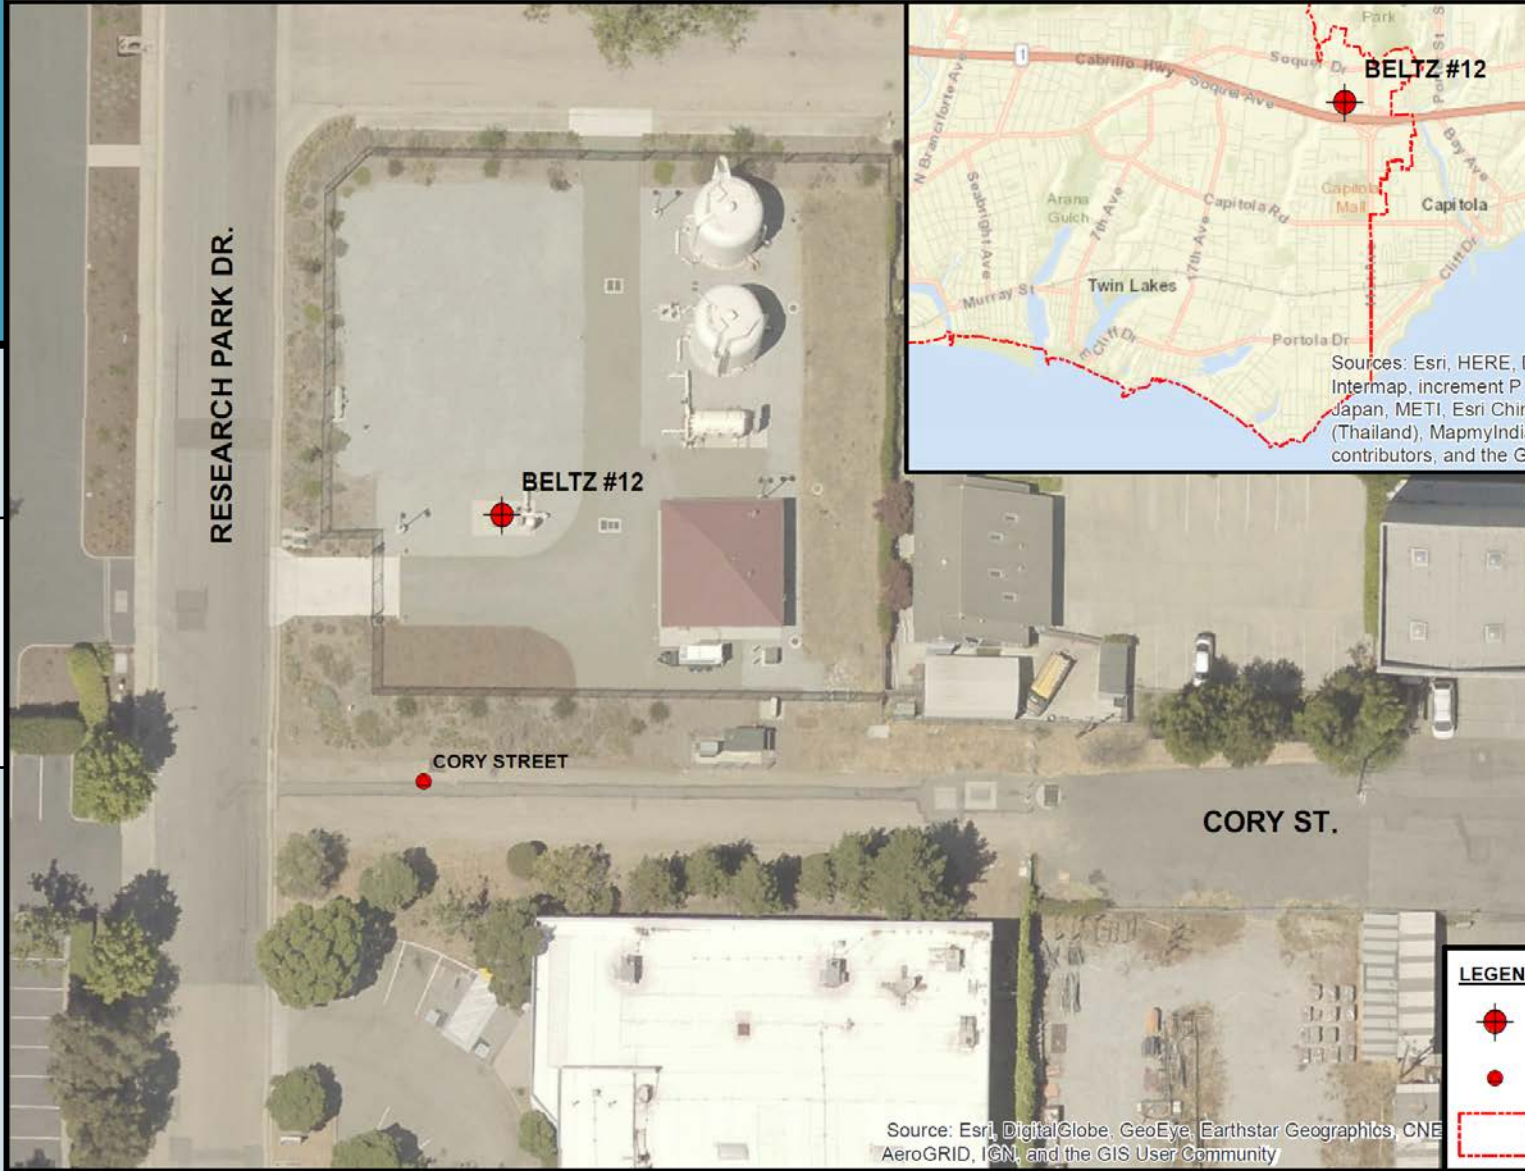 RESEARCH PARK DR.
BELTZ #12
CORY STREET
CORY ST.
Source: Esri, DigitalGlobe, GeoEye, Earthstar Geographics, CNE
AeroGRID, IGN, and the GIS User Community
Park
1
Cabrillo Hwy
Soquel Dr
BELTZ #12
Soquel Ave
N Branciforte Ave
Bay Ave
Seabright Ave
Arana
Gulch
7th Ave
17th Ave
Capitola Rd
Capitola
Mall
Capitola
Cliff Dr
Murray St
Twin Lakes
E Cliff Dr
Portola Dr
Sources: Esri, HERE,
Intermap, increment P
Japan, METI, Esri
(Thailand),
contributors, and the
LEGEN